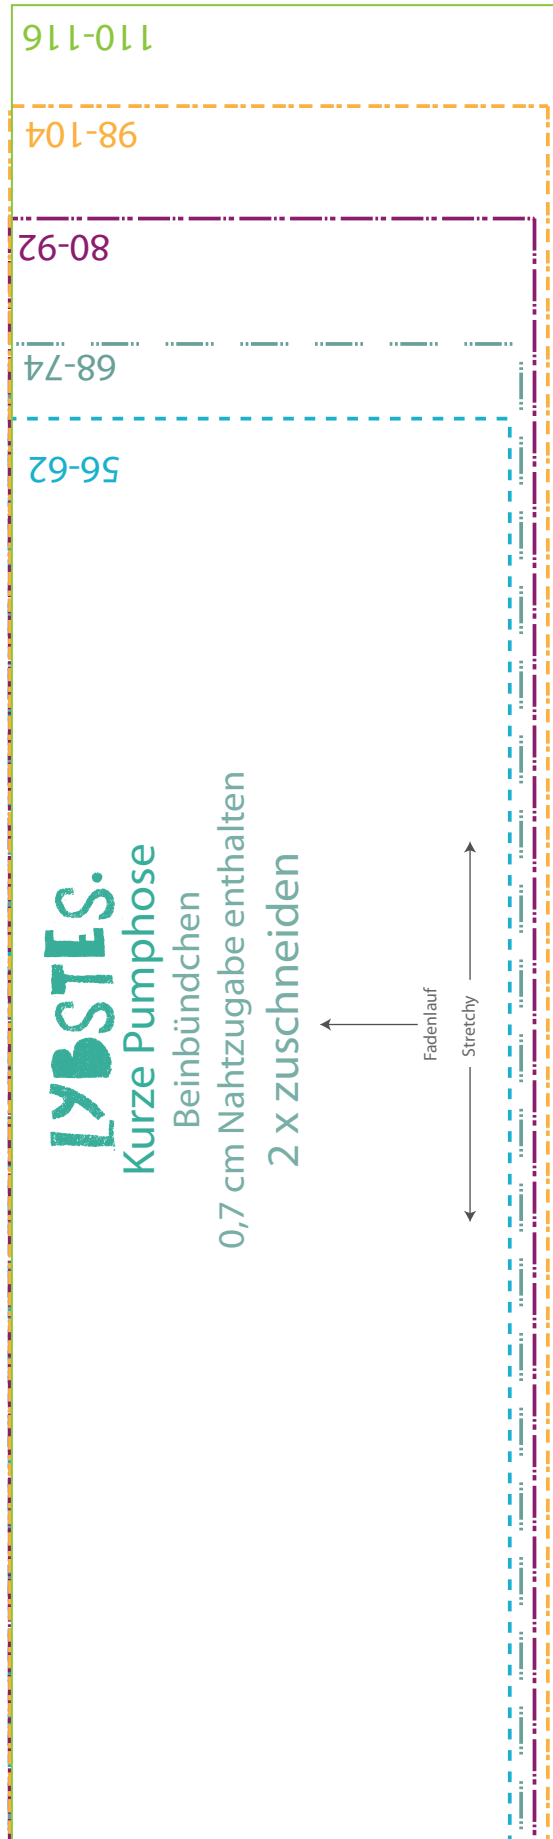 110-116
98-104
80-92
68-74
56-62
LYBSTES.
Kurze Pumphose
Beinbündchen
0,7 cm Nahtzugabe enthalten
2 x zuschneiden
Fadenlauf
Stretchy